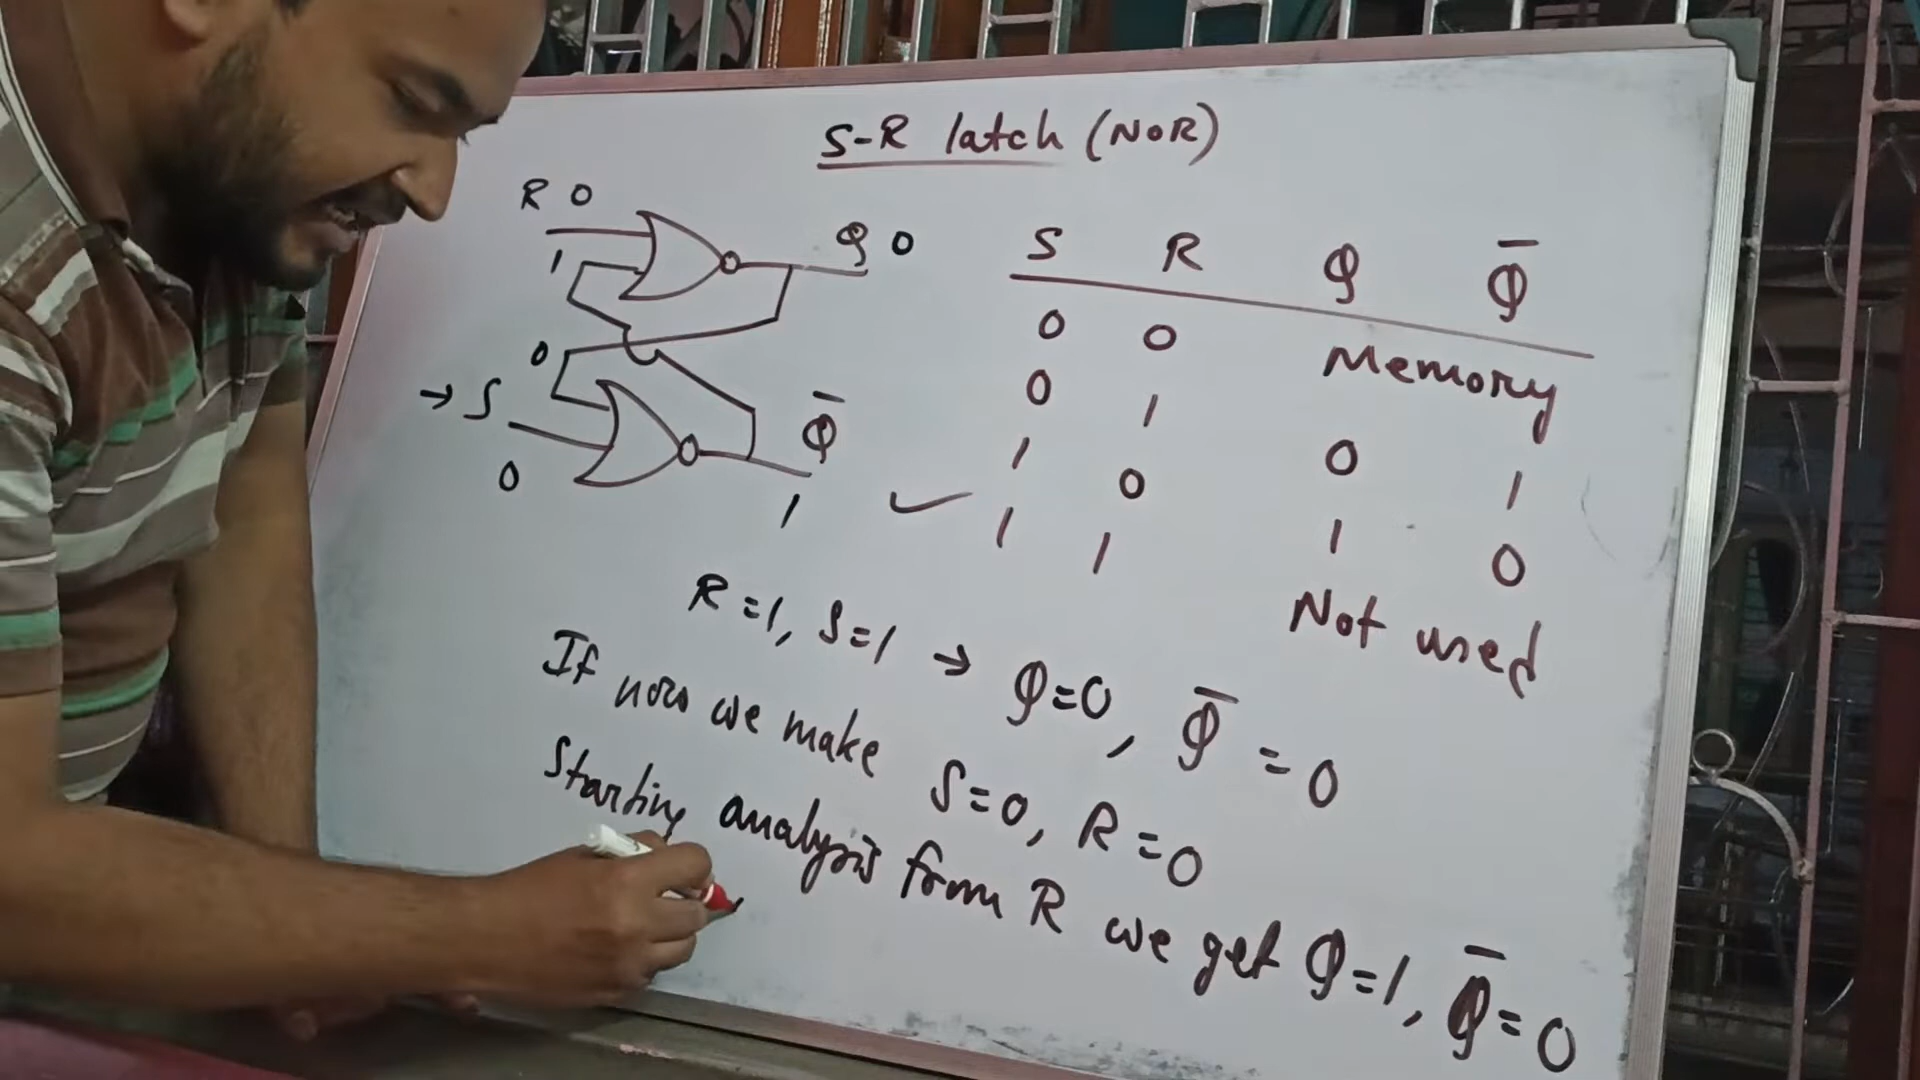 S-R latch (NOR)
R 0
Q 0
1
0
→ S
0
Q̅
1
S R Q Q̅
0 0 Memory
0 1 0 1
✓ 1 0 1 0
1 1 Not used
R=1, S=1 → Q=0, Q̅=0
If now we make S=0, R=0
Starting analysis from R we get Q=1, Q̅=0